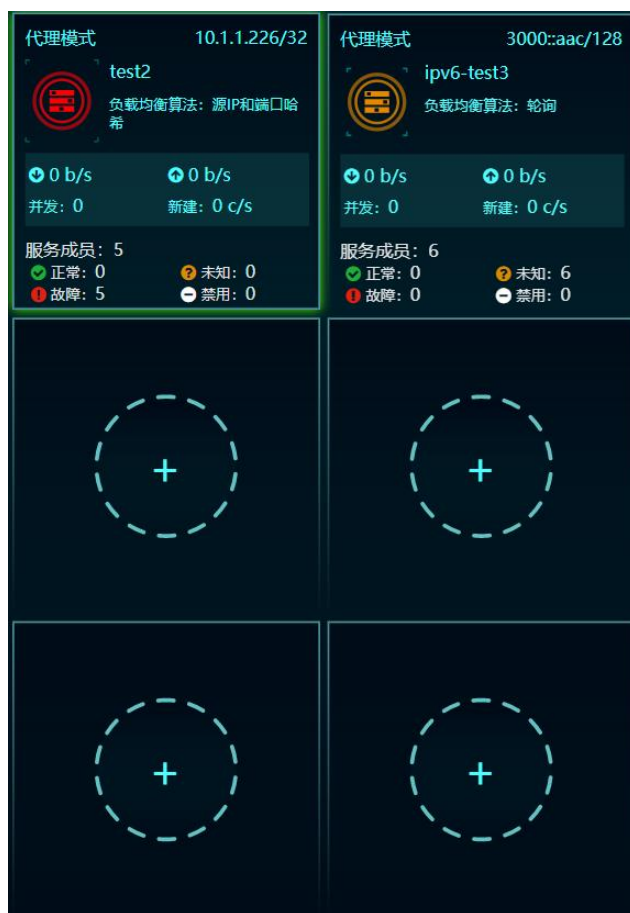 代理模式 10.1.1.226/32
test2
负载均衡算法：源IP和端口哈
希
0 b/s 0 b/s
并发：0 新建：0 c/s
服务成员：5
正常：0 未知：0
故障：5 禁用：0
代理模式 3000::aac/128
ipv6-test3
负载均衡算法：轮询
0 b/s 0 b/s
并发：0 新建：0 c/s
服务成员：6
正常：0 未知：6
故障：0 禁用：0